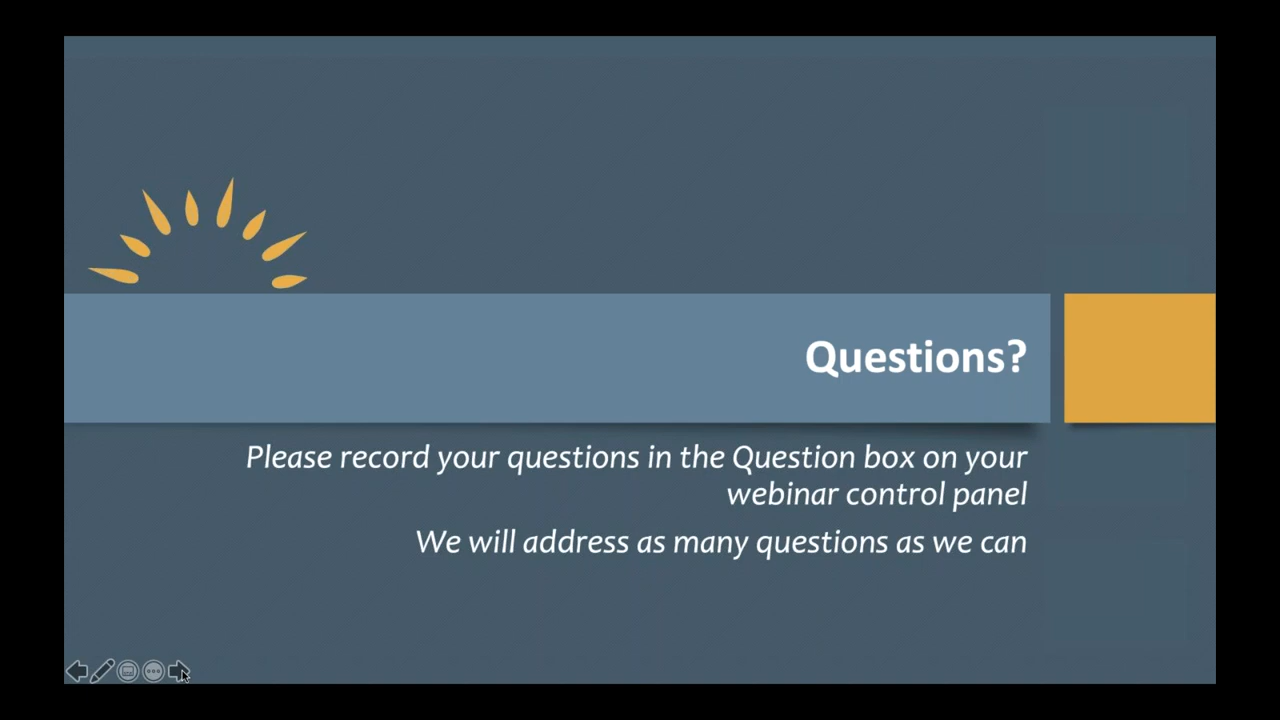 Questions?
Please record your questions in the Question box on your
webinar control panel
We will address as many questions as we can